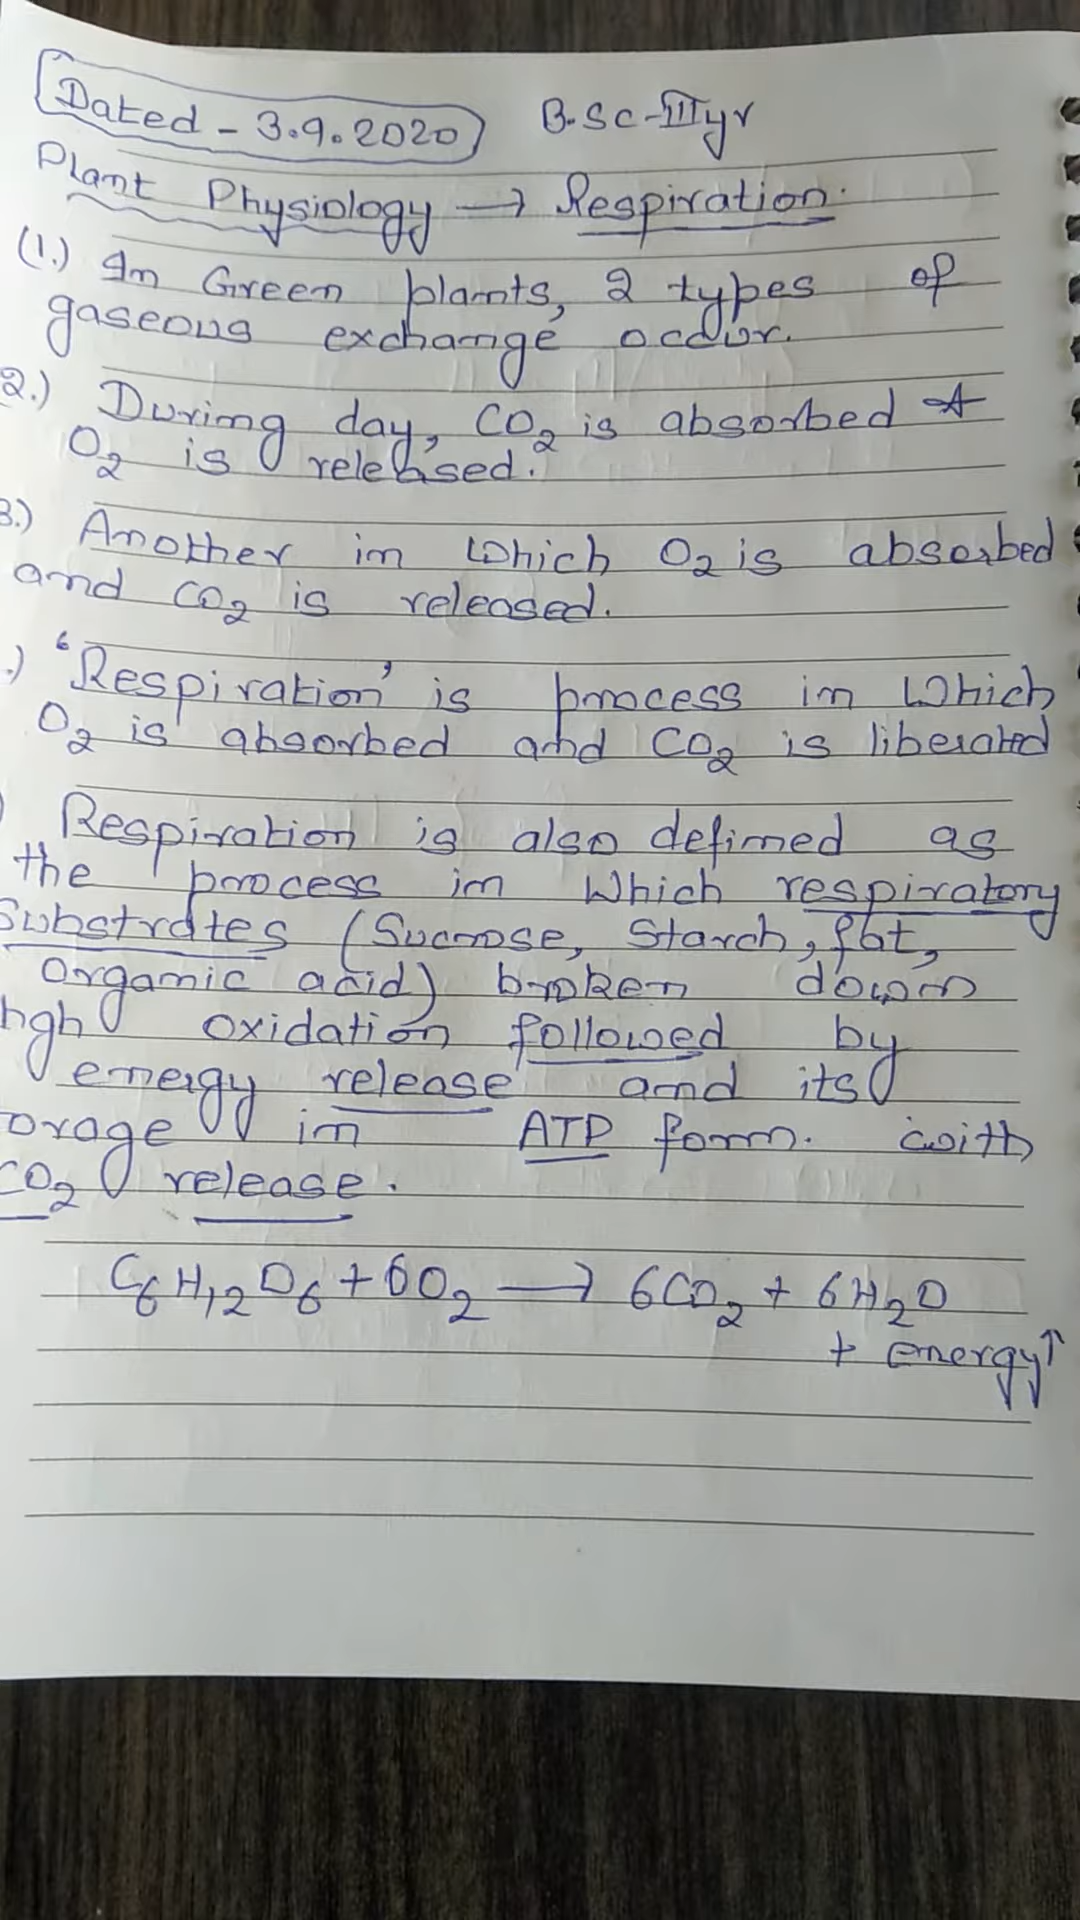 Dated - 3.9.2020 B.Sc-III yr
Plant Physiology → Respiration.
(1.) In Green plants, 2 types of
gaseous exchange occur.
2.) During day, CO₂ is absorbed &
O₂ is released.
3.) Another in which O₂ is absorbed
and CO₂ is released.
.) ‘Respiration’ is process in which
O₂ is absorbed and CO₂ is liberated
) Respiration is also defined as
the process in which respiratory
Substrates (Sucrose, Starch, fat,
organic acid) broken down
hgh oxidation followed by
energy release and its
orage in ATP form. with
CO₂ release.
C₆H₁₂O₆ + 6O₂ → 6CO₂ + 6H₂O
+ energy↑